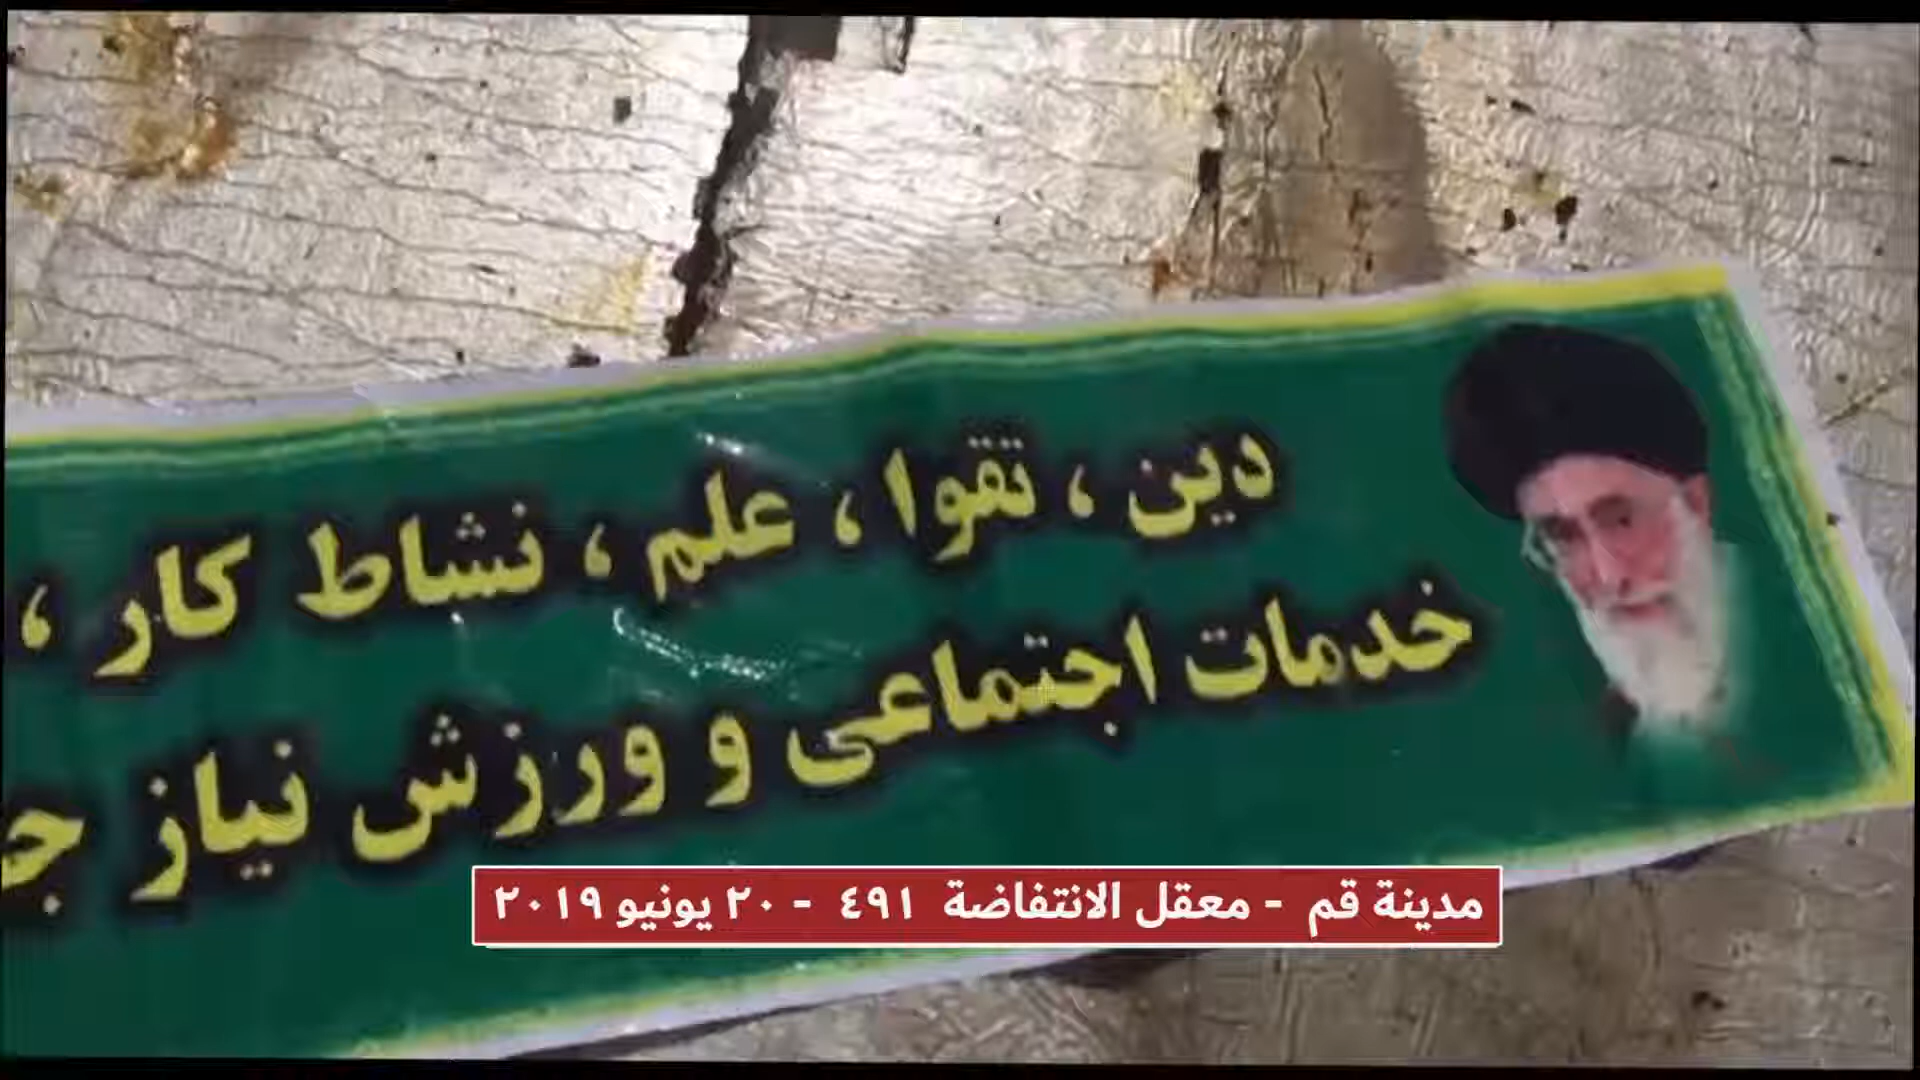 دین ، تقوا ، علم ، نشاط کار ،
خدمات اجتماعی و ورزش نیاز
مدينة قم - معقل الانتفاضة ٤٩١ - ٢٠ يونيو ٢٠١٩